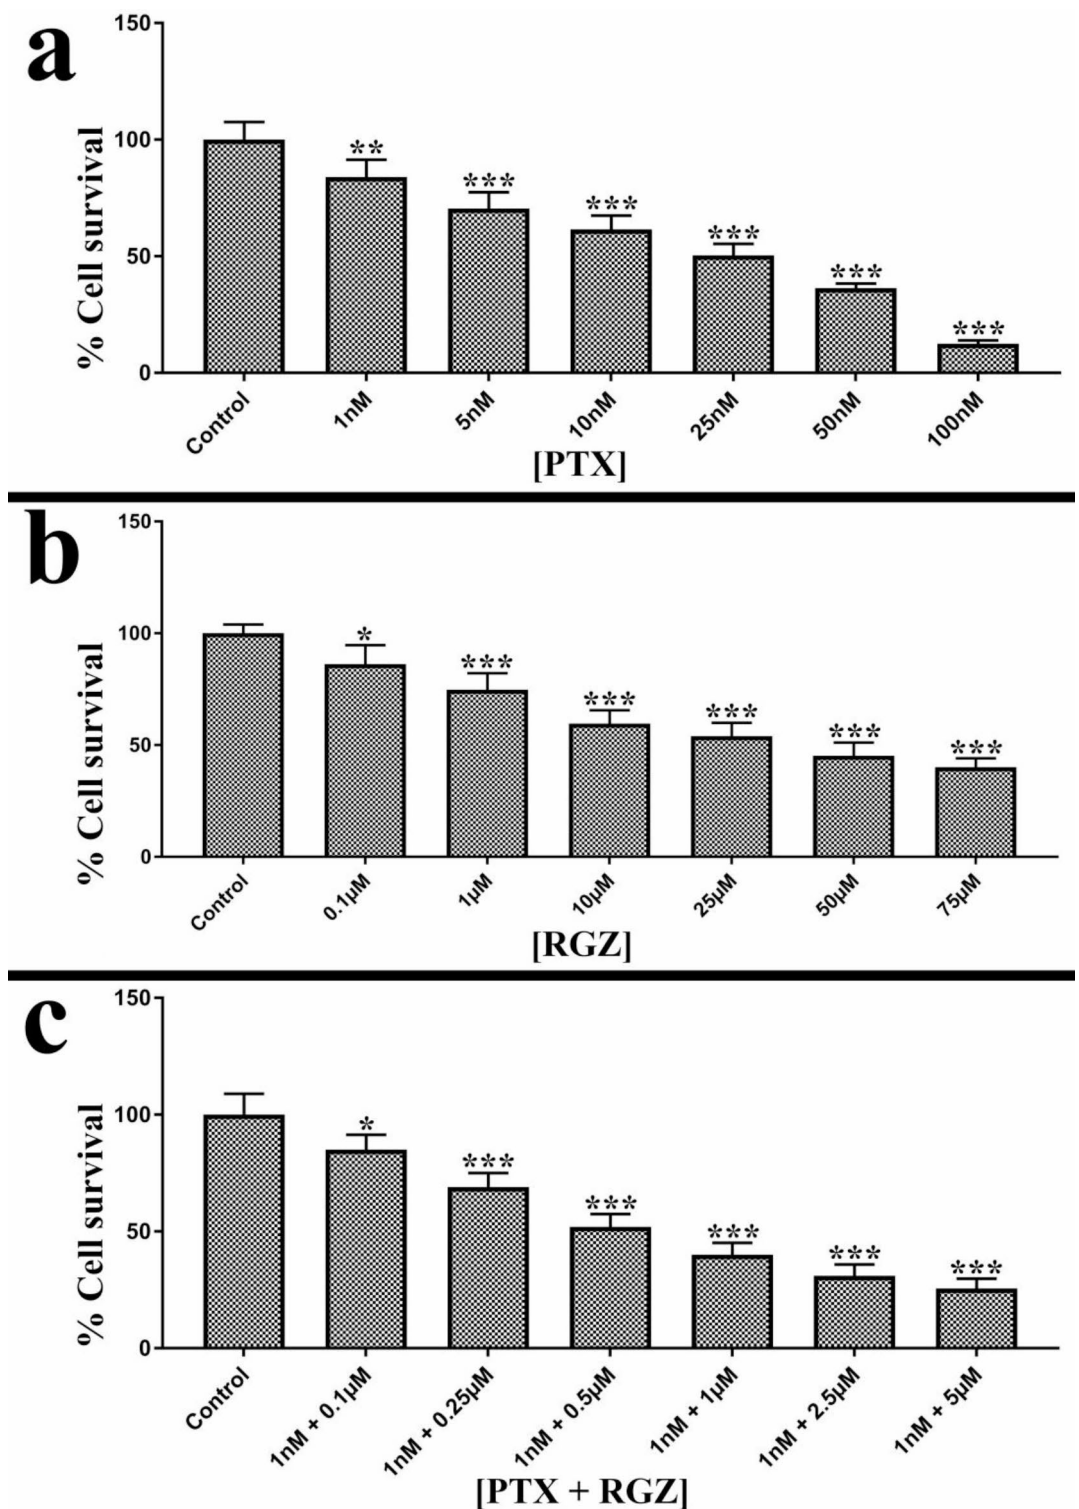 a
% Cell survival
150
100
50
0
**
***
***
***
***
***
Control
1nM
5nM
10nM
25nM
50nM
100nM
[PTX]
b
% Cell survival
150
100
50
0
*
***
***
***
***
***
Control
0.1µM
1µM
10µM
25µM
50µM
75µM
[RGZ]
c
% Cell survival
150
100
50
0
*
***
***
***
***
***
Control
1nM + 0.1µM
1nM + 0.25µM
1nM + 0.5µM
1nM + 1µM
1nM + 2.5µM
1nM + 5µM
[PTX + RGZ]